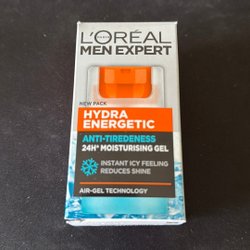 L'ORÉAL
PARIS
MEN EXPERT
NEW PACK
HYDRA
ENERGETIC
ANTI-TIREDENESS
24H* MOISTURISING GEL
INSTANT ICY FEELING
REDUCES SHINE
AIR-GEL TECHNOLOGY